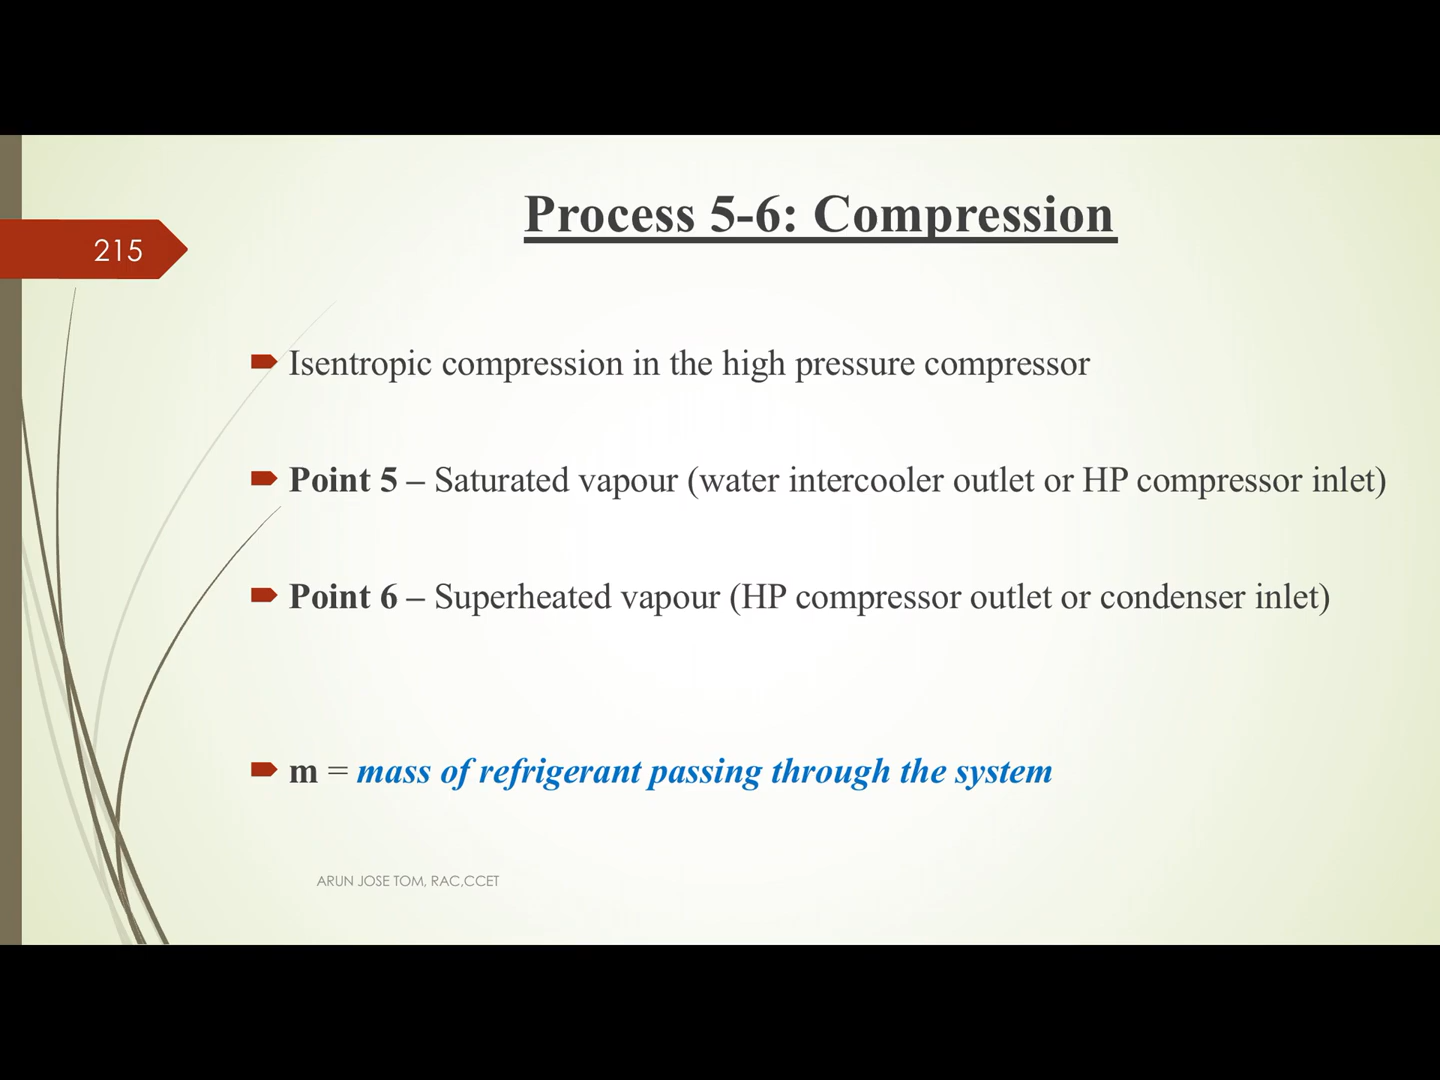 Process 5-6: Compression
215
Isentropic compression in the high pressure compressor
Point 5 – Saturated vapour (water intercooler outlet or HP compressor inlet)
Point 6 – Superheated vapour (HP compressor outlet or condenser inlet)
m = mass of refrigerant passing through the system
ARUN JOSE TOM, RAC,CCET